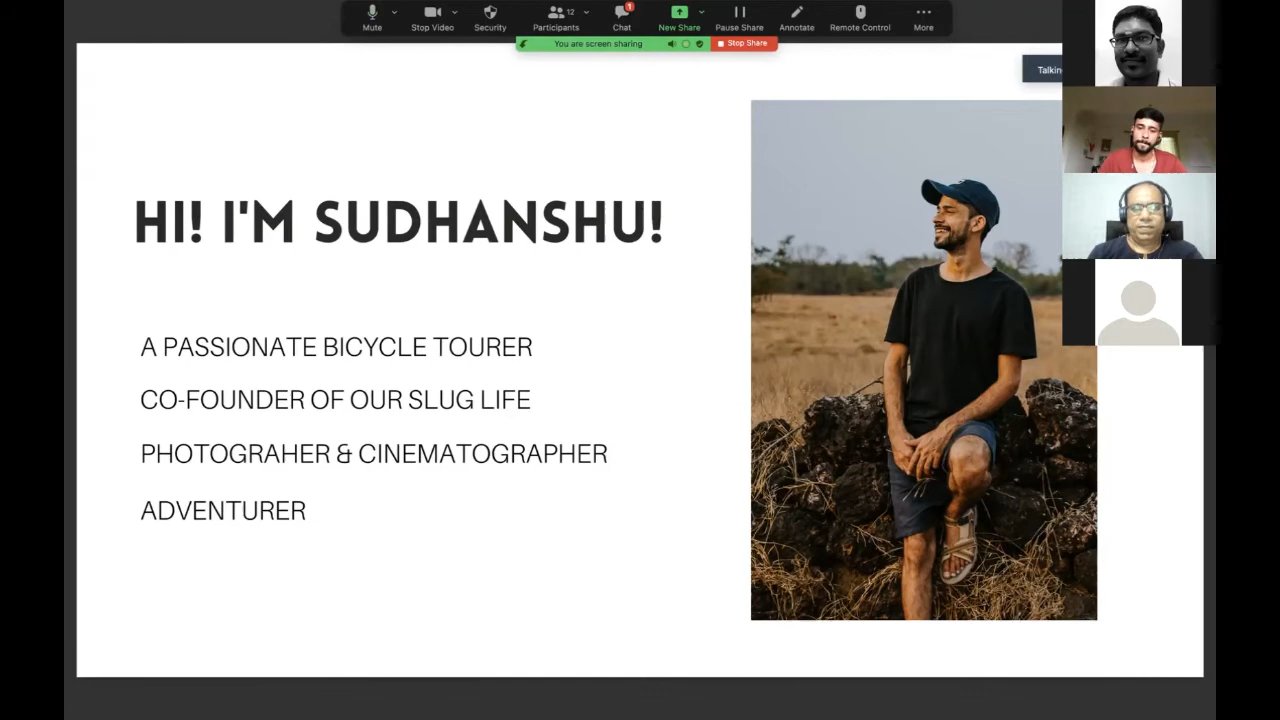 Mute
Stop Video
Security
Participants
12
Chat
1
New Share
Pause Share
Annotate
Remote Control
More
You are screen sharing
Stop Share
Talkin
HI! I'M SUDHANSHU!
A PASSIONATE BICYCLE TOURER
CO-FOUNDER OF OUR SLUG LIFE
PHOTOGRAHER & CINEMATOGRAPHER
ADVENTURER